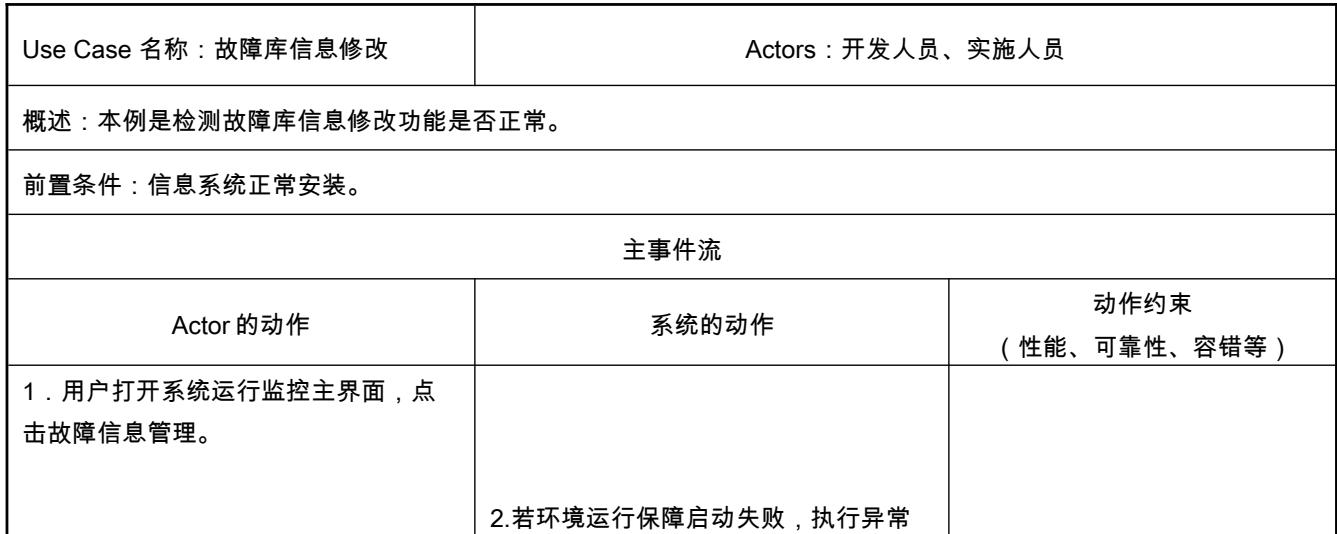 Use Case 名称：故障库信息修改
Actors：开发人员、实施人员
概述：本例是检测故障库信息修改功能是否正常。
前置条件：信息系统正常安装。
主事件流
Actor 的动作
系统的动作
动作约束
（性能、可靠性、容错等）
1．用户打开系统运行监控主界面，点
击故障信息管理。
2.若环境运行保障启动失败，执行异常